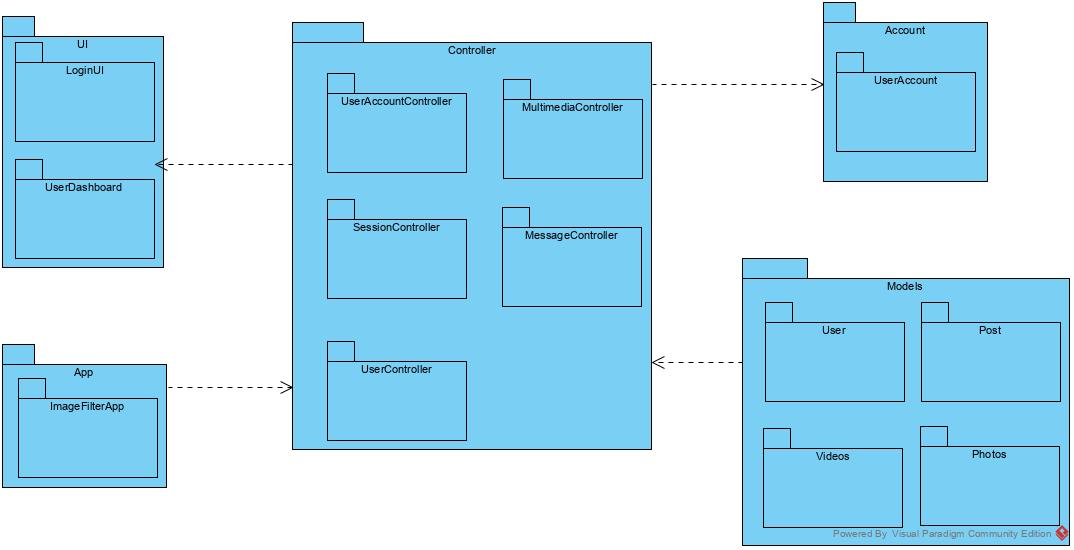 UI
LoginUI
UserDashboard
Controller
UserAccountController
MultimediaController
SessionController
MessageController
UserController
Account
UserAccount
App
ImageFilterApp
Models
User
Post
Videos
Photos
Powered By Visual Paradigm Community Edition